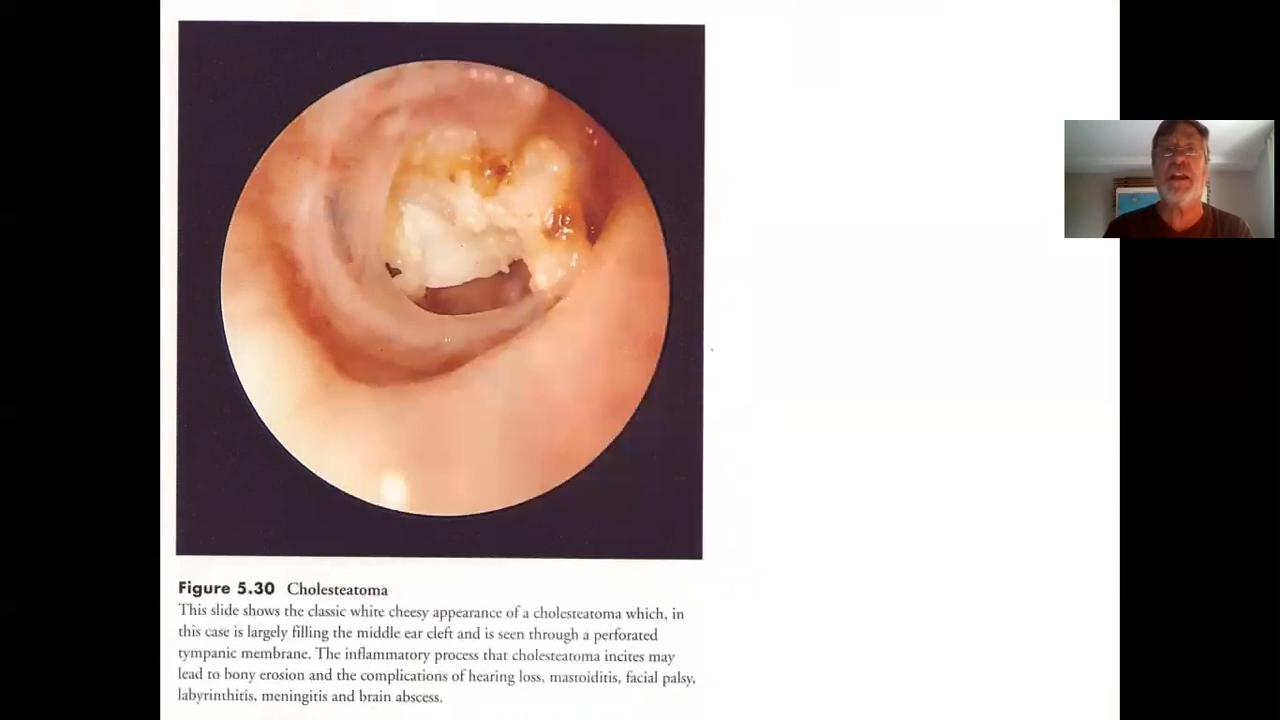 Figure 5.30 Cholesteatoma
This slide shows the classic white cheesy appearance of a cholesteatoma which, in
this case is largely filling the middle ear cleft and is seen through a perforated
tympanic membrane. The inflammatory process that cholesteatoma incites may
lead to bony erosion and the complications of hearing loss, mastoiditis, facial palsy,
labyrinthitis, meningitis and brain abscess.